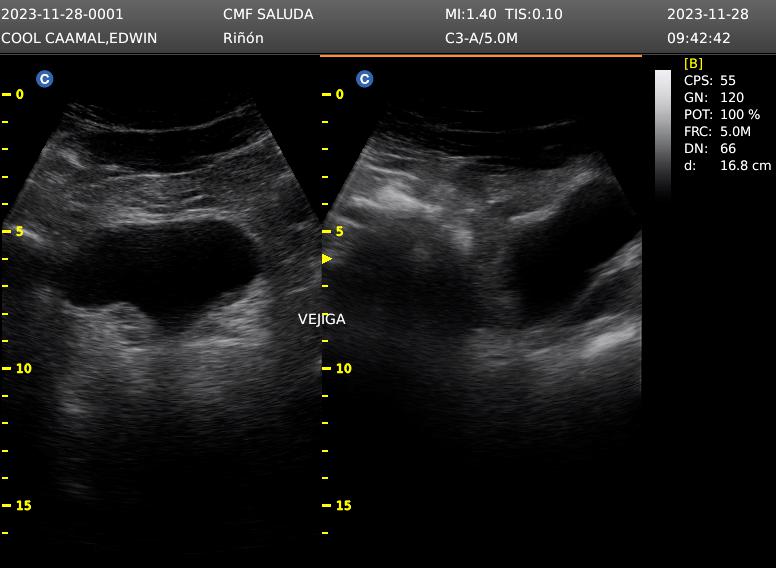 2023-11-28-0001 CMF SALUDA MI:1.40 TIS:0.10 2023-11-28
COOL CAAMAL,EDWIN Riñón C3-A/5.0M 09:42:42
C C
[B]
0 0
CPS: 55
GN: 120
POT: 100 %
FRC: 5.0M
DN: 66
d: 16.8 cm
5 5
VEJIGA
10 10
15 15